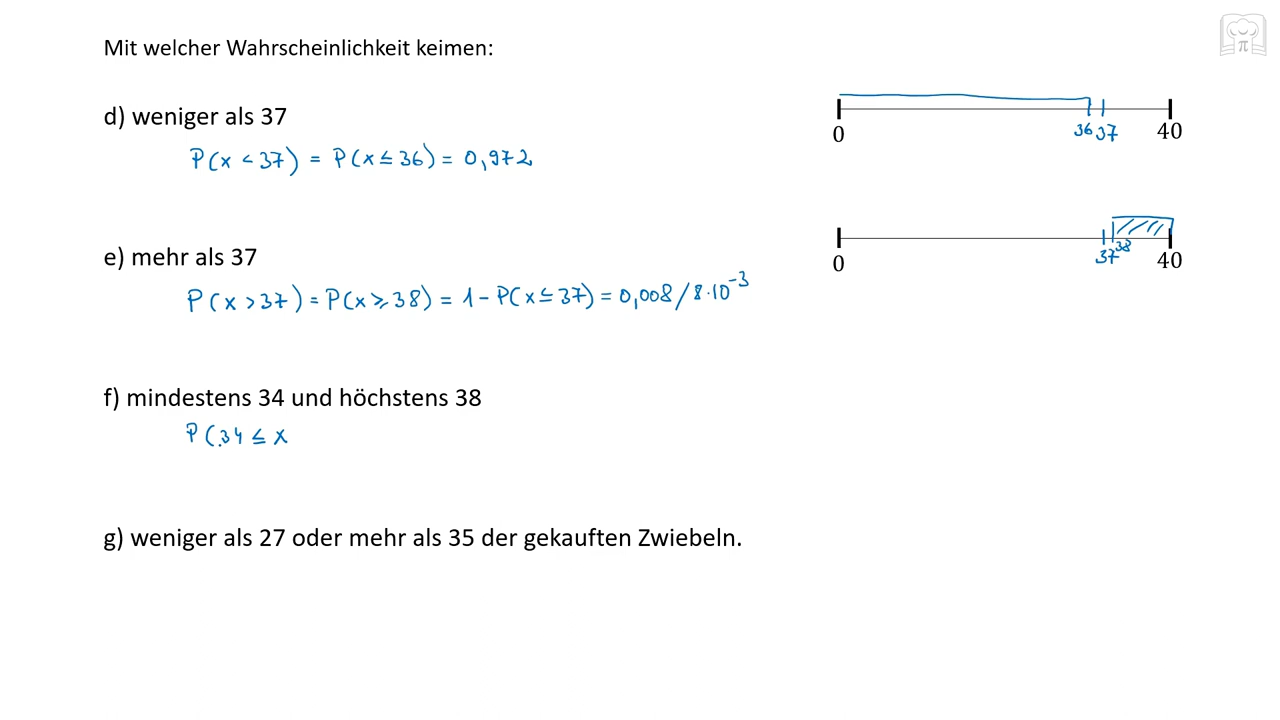 Mit welcher Wahrscheinlichkeit keimen:
d) weniger als 37
0 36 37 40
P(x < 37) = P(x ≤ 36) = 0,972
e) mehr als 37
0 37 38 40
P(x > 37) = P(x ≥ 38) = 1 - P(x ≤ 37) = 0,008 / 8·10⁻³
f) mindestens 34 und höchstens 38
P(34 ≤ x
g) weniger als 27 oder mehr als 35 der gekauften Zwiebeln.
π